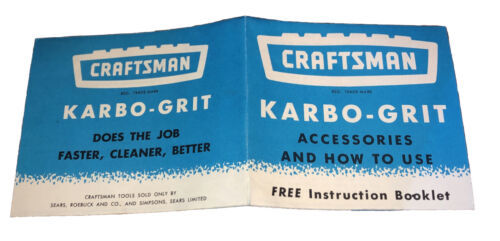 CRAFTSMAN
REG. TRADE MARK
KARBO-GRIT
DOES THE JOB
FASTER, CLEANER, BETTER
CRAFTSMAN TOOLS SOLD ONLY BY
SEARS, ROEBUCK AND CO., AND SIMPSONS, SEARS LIMITED
CRAFTSMAN
REG. TRADE MARK
KARBO-GRIT
ACCESSORIES
AND HOW TO USE
FREE Instruction Booklet